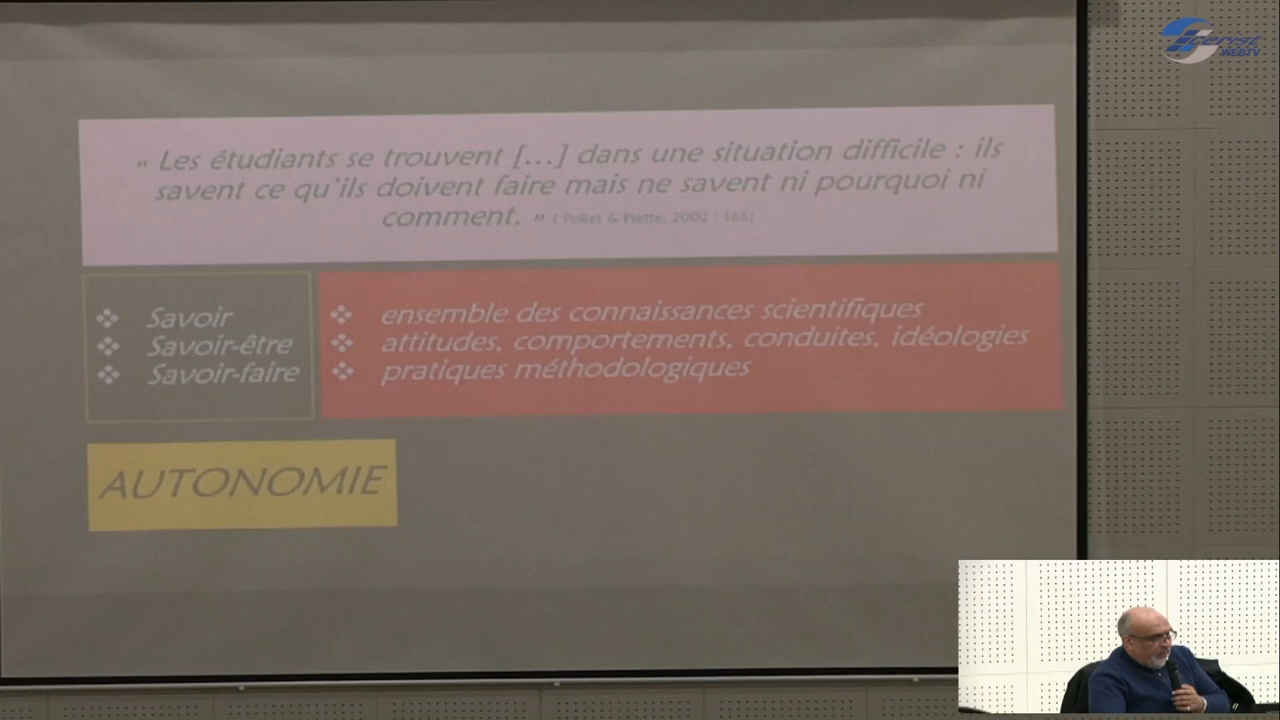 cerist
WEBTV
« Les étudiants se trouvent [...] dans une situation difficile : ils
savent ce qu'ils doivent faire mais ne savent ni pourquoi ni
comment. » ( Pollet & Piette, 2002 : 166)
❖ Savoir
❖ Savoir-être
❖ Savoir-faire
❖ ensemble des connaissances scientifiques
❖ attitudes, comportements, conduites, idéologies
❖ pratiques méthodologiques
AUTONOMIE